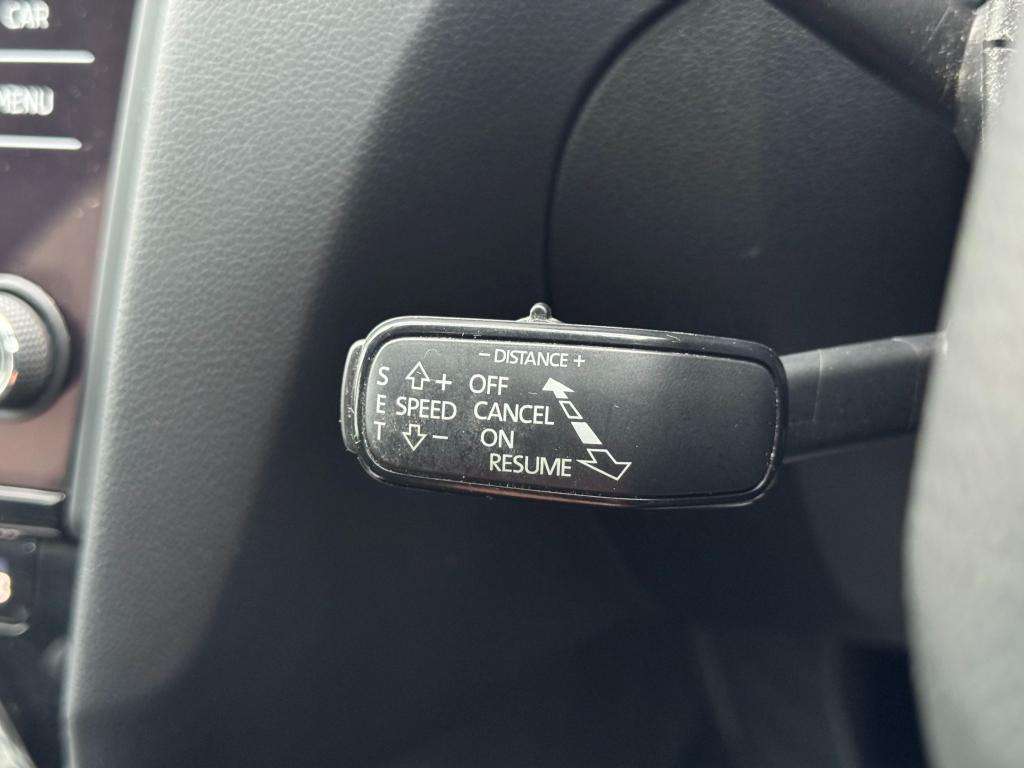 CAR
MENU
- DISTANCE +
S + OFF
E SPEED CANCEL
T - ON
RESUME